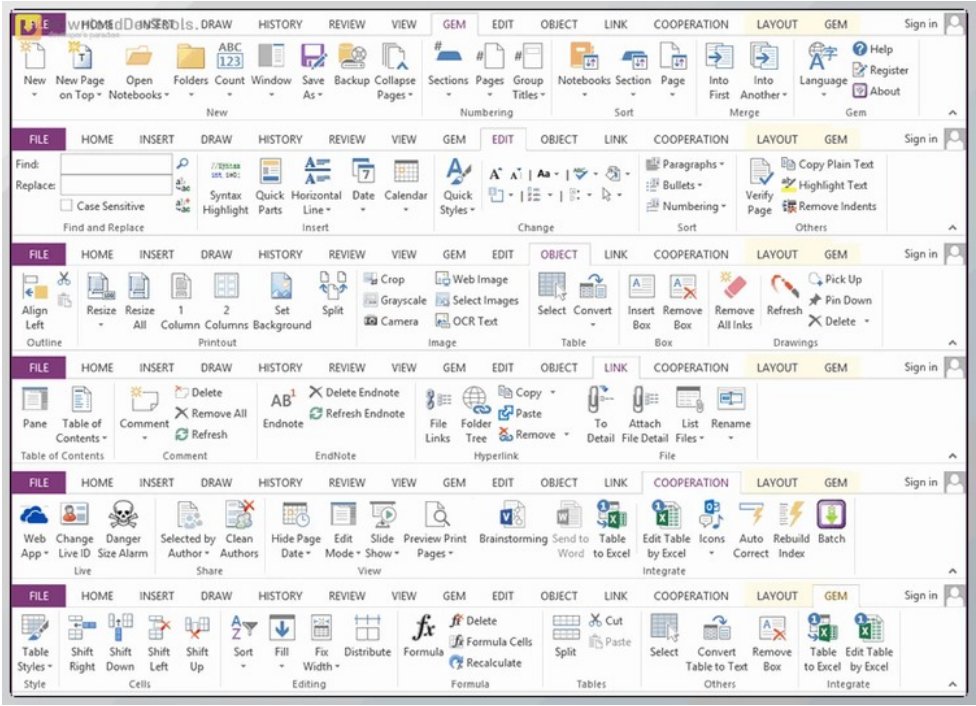 FILE HOME INSERT DRAW HISTORY REVIEW VIEW GEM EDIT OBJECT LINK COOPERATION LAYOUT GEM Sign in
New New Page on Top Open Notebooks Folders Count Window Save As Backup Collapse Pages Sections Pages Group Titles Notebooks Section Page Into First Into Another Language Help Register About
ABC 123
New Numbering Sort Merge Gem
FILE HOME INSERT DRAW HISTORY REVIEW VIEW GEM EDIT OBJECT LINK COOPERATION LAYOUT GEM Sign in
Find:
Replace:
Case Sensitive
Syntax Highlight Quick Parts Horizontal Line Date Calendar Quick Styles Aa Paragraphs Bullets Numbering Verify Page Copy Plain Text Highlight Text Remove Indents
Find and Replace Insert Change Sort Others
FILE HOME INSERT DRAW HISTORY REVIEW VIEW GEM EDIT OBJECT LINK COOPERATION LAYOUT GEM Sign in
Align Left Resize Resize All 1 Column 2 Columns Set Background Split Crop Grayscale Camera Web Image Select Images OCR Text Select Convert Insert Box Remove Box Remove All Inks Refresh Pick Up Pin Down Delete
Outline Printout Image Table Box Drawings
FILE HOME INSERT DRAW HISTORY REVIEW VIEW GEM EDIT OBJECT LINK COOPERATION LAYOUT GEM Sign in
Pane Table of Contents Comment Delete Remove All Refresh AB¹ Endnote Delete Endnote Refresh Endnote File Links Folder Tree Copy Paste Remove To Detail Attach File Detail List Files Rename
Table of Contents Comment EndNote Hyperlink File
FILE HOME INSERT DRAW HISTORY REVIEW VIEW GEM EDIT OBJECT LINK COOPERATION LAYOUT GEM Sign in
Web App Change Live ID Danger Size Alarm Selected by Author Clean Authors Hide Page Date Edit Mode Slide Show Preview Print Pages Brainstorming Send to Word Table to Excel Edit Table by Excel Icons Auto Correct Rebuild Index Batch
Live Share View Integrate
FILE HOME INSERT DRAW HISTORY REVIEW VIEW GEM EDIT OBJECT LINK COOPERATION LAYOUT GEM Sign in
Table Styles Shift Right Shift Down Shift Left Shift Up Sort Fill Fix Width Distribute Formula Delete Formula Cells Recalculate Split Cut Paste Select Convert Table to Text Remove Box Table to Excel Edit Table by Excel
Style Cells Editing Formula Tables Others Integrate